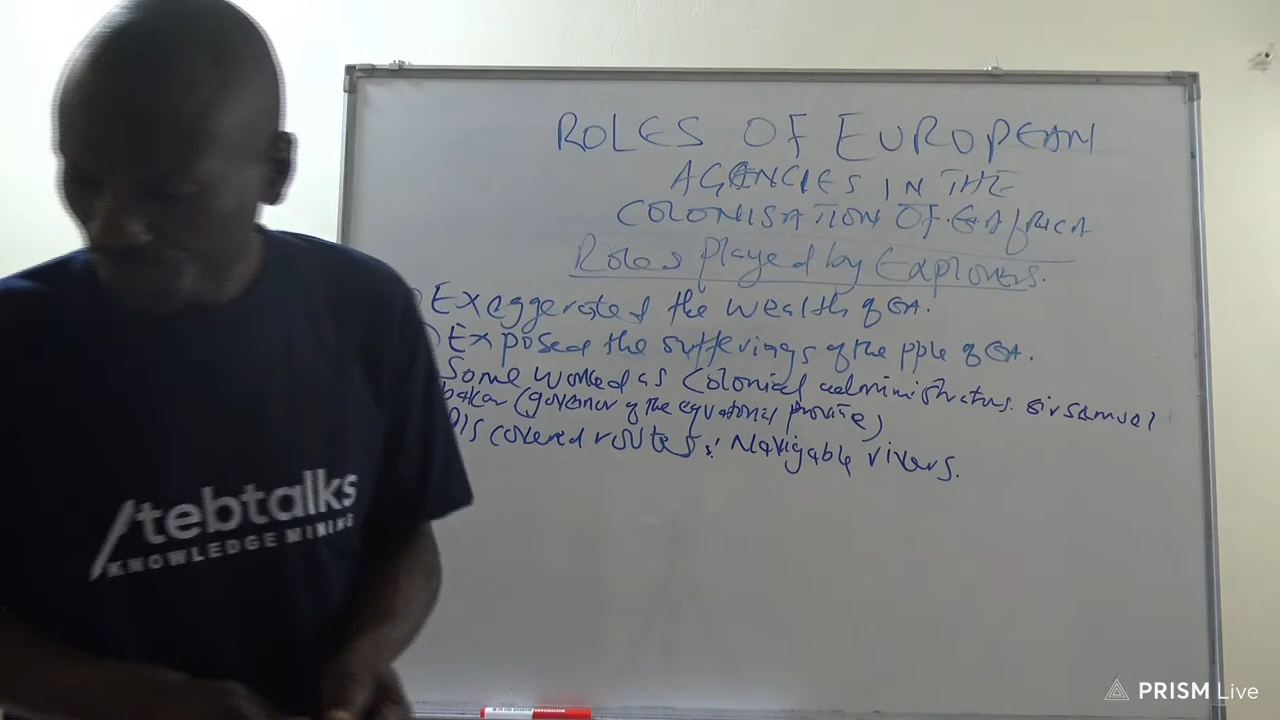 ROLES OF EUROPEAN
AGENCIES IN THE
COLONISATION OF E. AfRICA
Roles played by Explorers.
Exaggerated the wealth of EA.
Exposed the sufferings of the pple of EA.
Some worked as Colonial administrators. Sir Samuel
baker (governor of the equatorial province)
Discovered routes: Navigable rivers.
/tebtalks
KNOWLEDGE MINING
PRISM Live